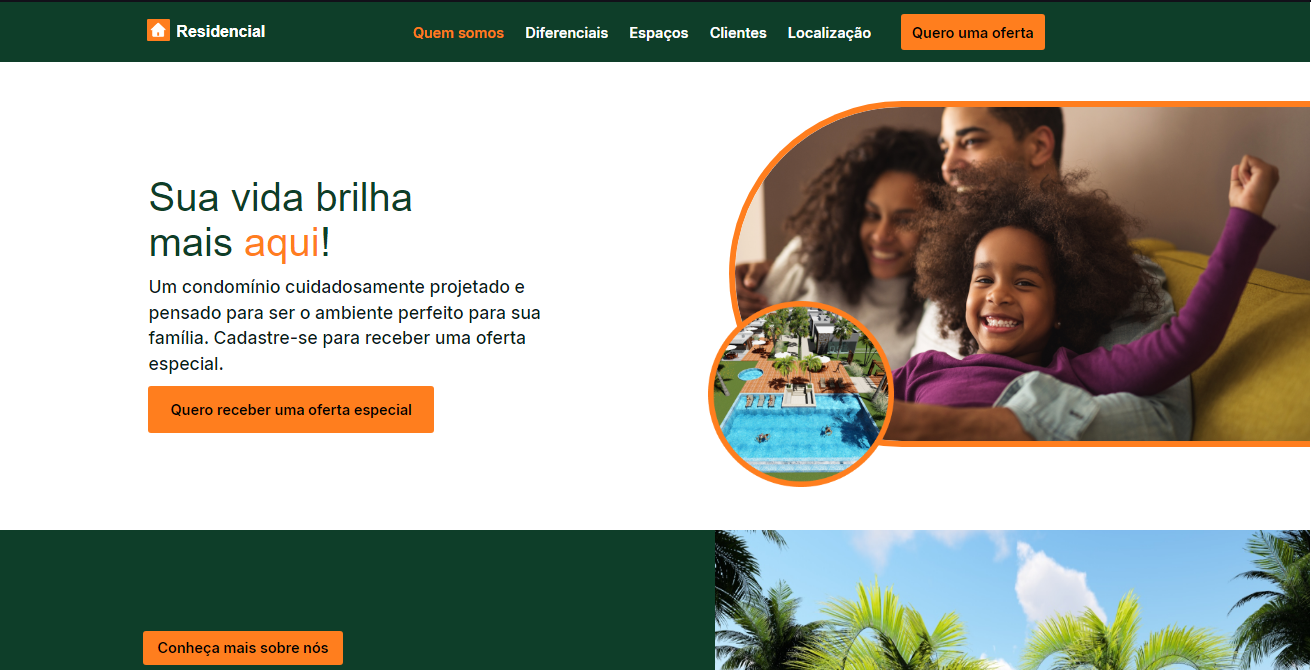 Residencial
Quem somos
Diferenciais
Espaços
Clientes
Localização
Quero uma oferta
Sua vida brilha
mais aqui!
Um condomínio cuidadosamente projetado e
pensado para ser o ambiente perfeito para sua
família. Cadastre-se para receber uma oferta
especial.
Quero receber uma oferta especial
Conheça mais sobre nós